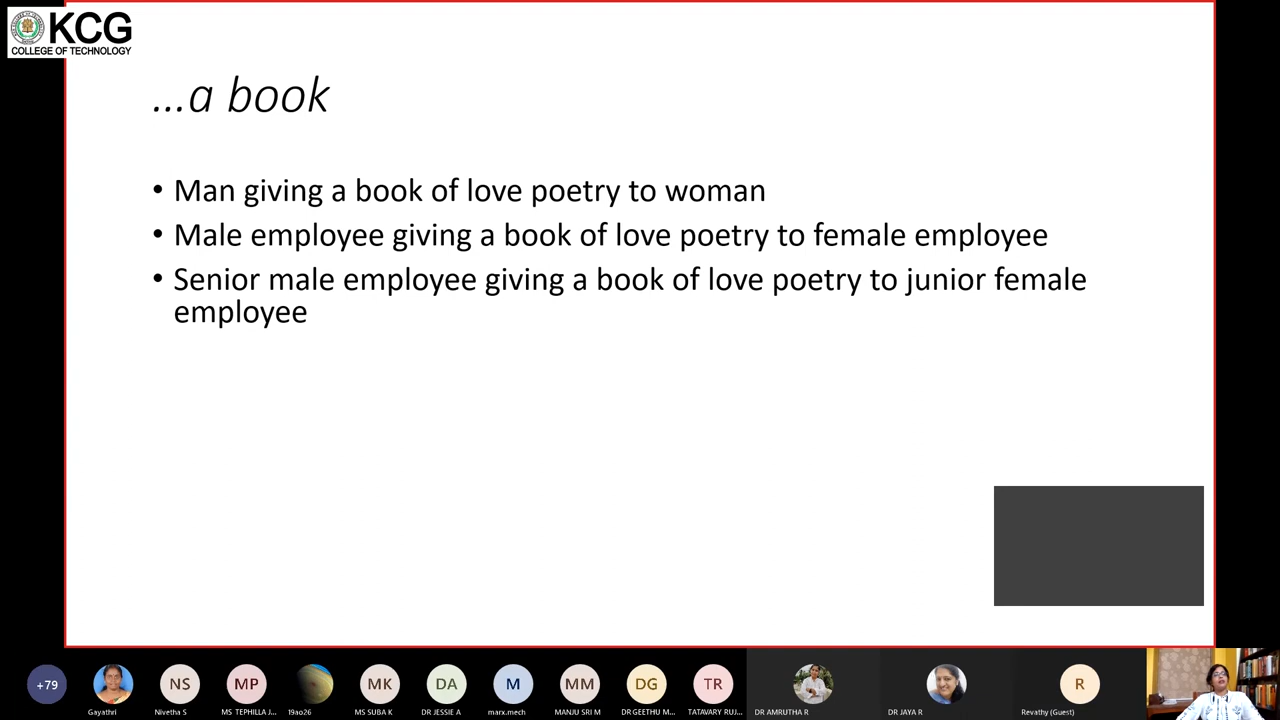 KCG
COLLEGE OF TECHNOLOGY
...a book
• Man giving a book of love poetry to woman
• Male employee giving a book of love poetry to female employee
• Senior male employee giving a book of love poetry to junior female
employee
+79
NS
MP
MK
DA
M
MM
DG
TR
R
Gayathri
Nivetha S
MS TEPHILLA J...
19ao26
MS SUBA K
DR JESSIE A
marx.mech
MANJU SRI M
DR GEETHU M...
TATAVARY RUJ...
DR AMRUTHA R
DR JAYA R
Revathy (Guest)